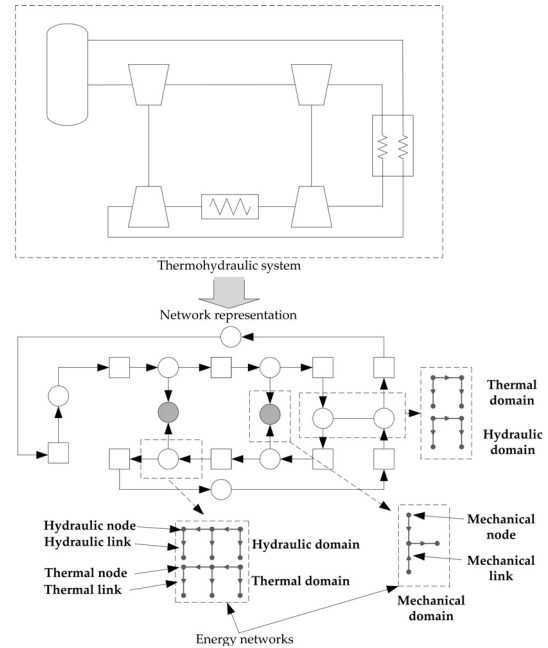 Thermohydraulic system
Network representation
Thermal
domain
Hydraulic
domain
Hydraulic node
Hydraulic link
Hydraulic domain
Thermal node
Thermal link
Thermal domain
Mechanical
node
Mechanical
link
Mechanical
domain
Energy networks